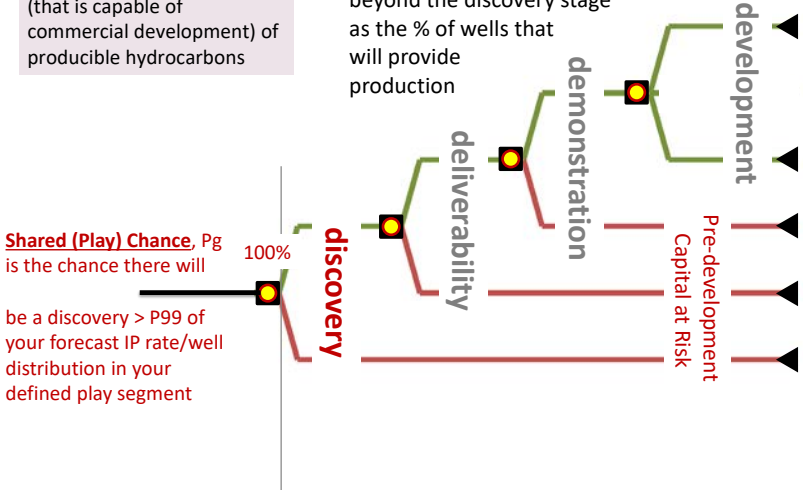 (that is capable of
commercial development) of
producible hydrocarbons
beyond the discovery stage
as the % of wells that
will provide
production
development
demonstration
deliverability
discovery
Shared (Play) Chance, Pg
is the chance there will
100%
be a discovery > P99 of
your forecast IP rate/well
distribution in your
defined play segment
Pre-development
Capital at Risk